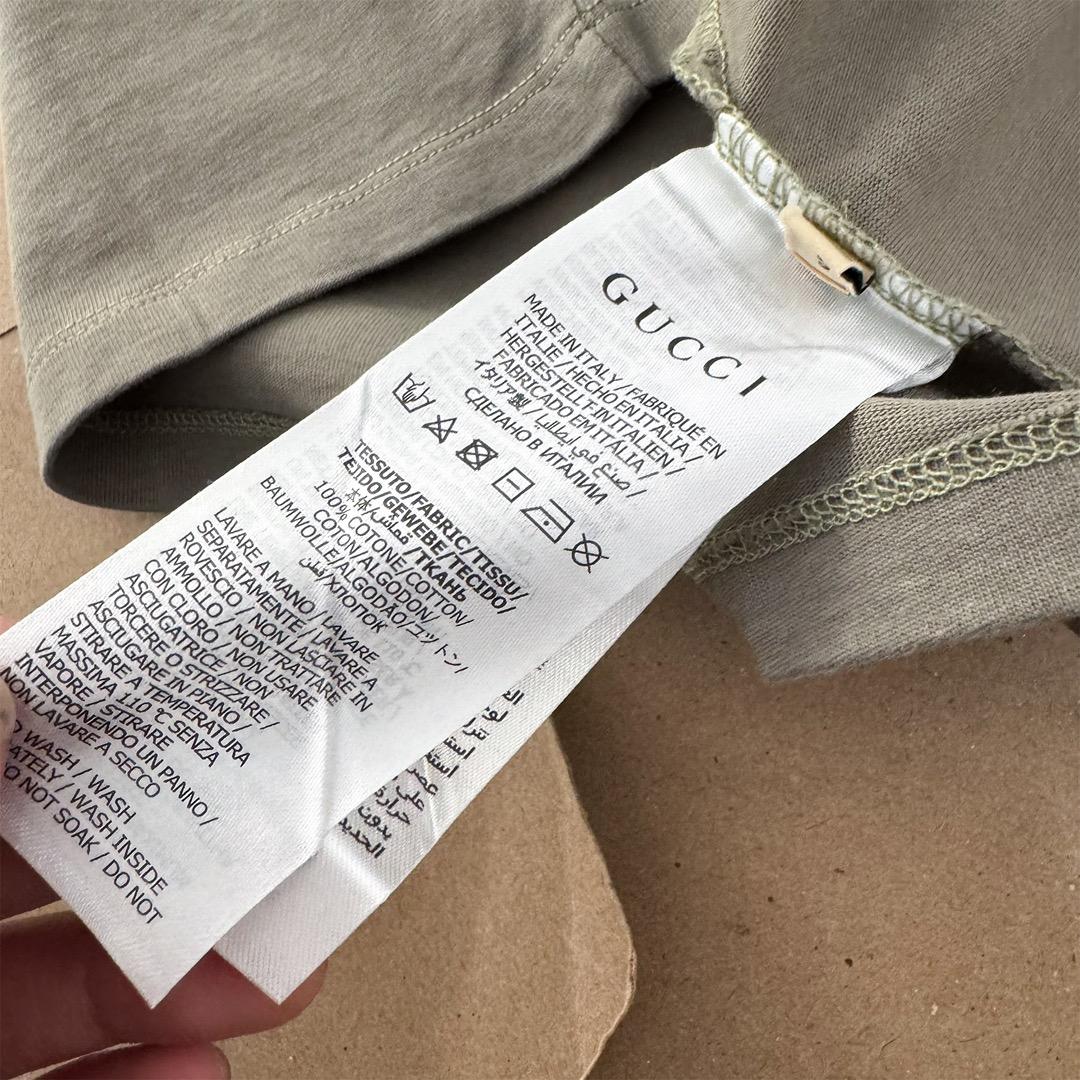 GUCCI
MADE IN ITALY/FABRIQUÉ EN
ITALIE/HECHO EN ITALIA/
HERGESTELLT IN ITALIEN/
FABRICADO EM ITÁLIA/
イタリア製/صنع في إيطاليا/
СДЕЛАНО В ИТАЛИИ
TESSUTO/FABRIC/TISSU/
TEJIDO/GEWEBE/TECIDO/
本体/قماش/ТКАНЬ
100% COTONE/COTTON/
COTON/ALGODON/
BAUMWOLLE/ALGODÃO/コットン/
قطن/ХЛОПОК
LAVARE A MANO / LAVARE
SEPARATAMENTE / LAVARE A
ROVESCIO / NON LASCIARE IN
AMMOLLO / NON TRATTARE
CON CLORO / NON USARE
ASCIUGATRICE / NON
TORCERE O STRIZZARE /
ASCIUGARE IN PIANO /
STIRARE A TEMPERATURA
MASSIMA 110 °C SENZA
VAPORE / STIRARE
INTERPONENDO UN PANNO /
NON LAVARE A SECCO
WASH / WASH
/ WASH INSIDE
NOT SOAK / DO NOT